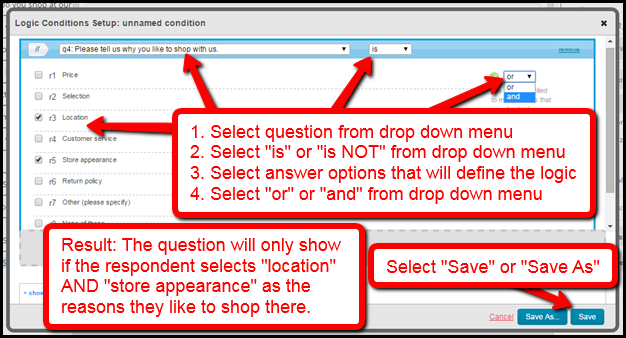 you shop at our
Logic Conditions Setup: unnamed condition
if q4: Please tell us why you like to shop with us. is remove
r1 Price
or
or
and
r2 Selection
r3 Location
r4 Customer service
r5 Store appearance
r6 Return policy
r7 Other (please specify)
1. Select question from drop down menu
2. Select "is" or "is NOT" from drop down menu
3. Select answer options that will define the logic
4. Select "or" or "and" from drop down menu
Result: The question will only show
if the respondent selects "location"
AND "store appearance" as the
reasons they like to shop there.
Select "Save" or "Save As"
Cancel Save As... Save